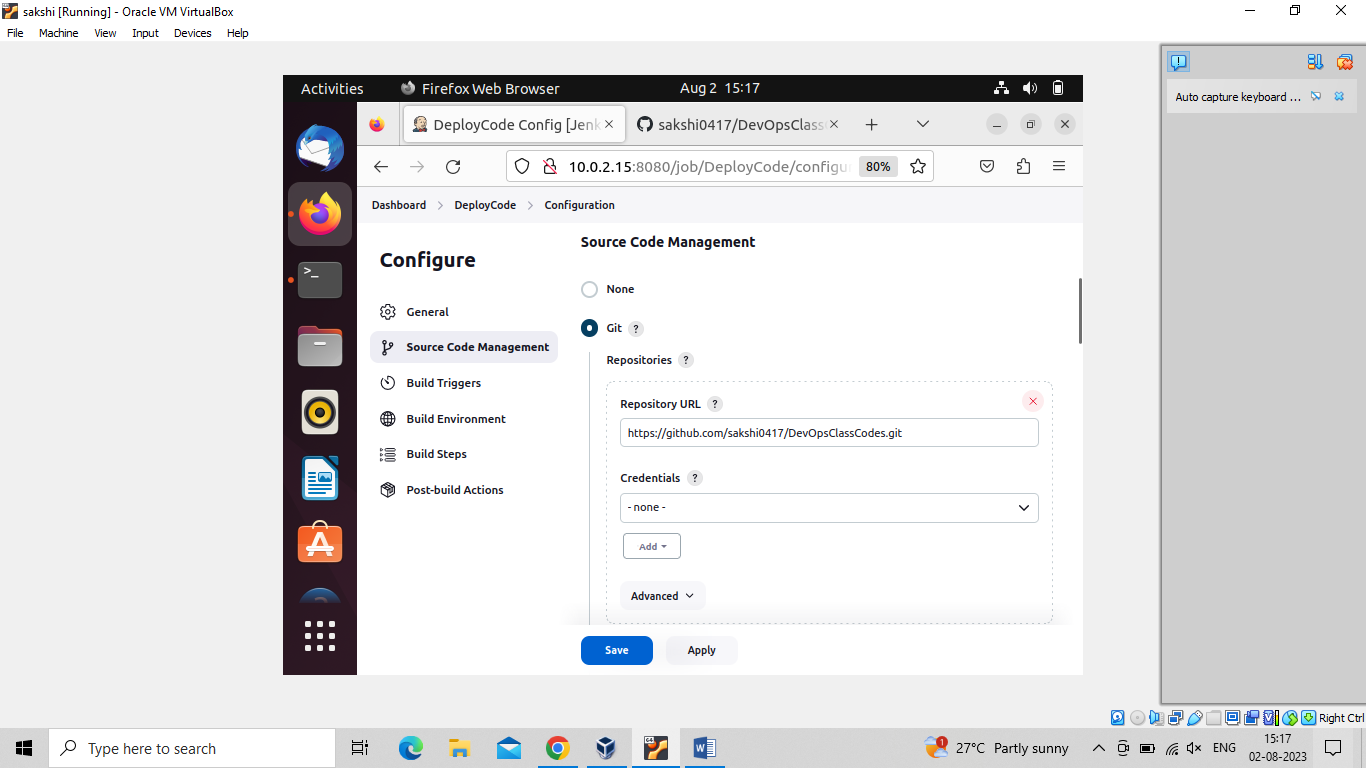 sakshi [Running] - Oracle VM VirtualBox
File Machine View Input Devices Help
Auto capture keyboard ...
Activities Firefox Web Browser Aug 2 15:17
DeployCode Config [Jenk sakshi0417/DevOpsClass
10.0.2.15:8080/job/DeployCode/configu 80%
Dashboard DeployCode Configuration
Configure
General
Source Code Management
Build Triggers
Build Environment
Build Steps
Post-build Actions
Source Code Management
None
Git ?
Repositories ?
Repository URL ?
https://github.com/sakshi0417/DevOpsClassCodes.git
Credentials ?
- none -
Add
Advanced
Save Apply
Right Ctrl
Type here to search
1 27°C Partly sunny ENG 15:17
02-08-2023